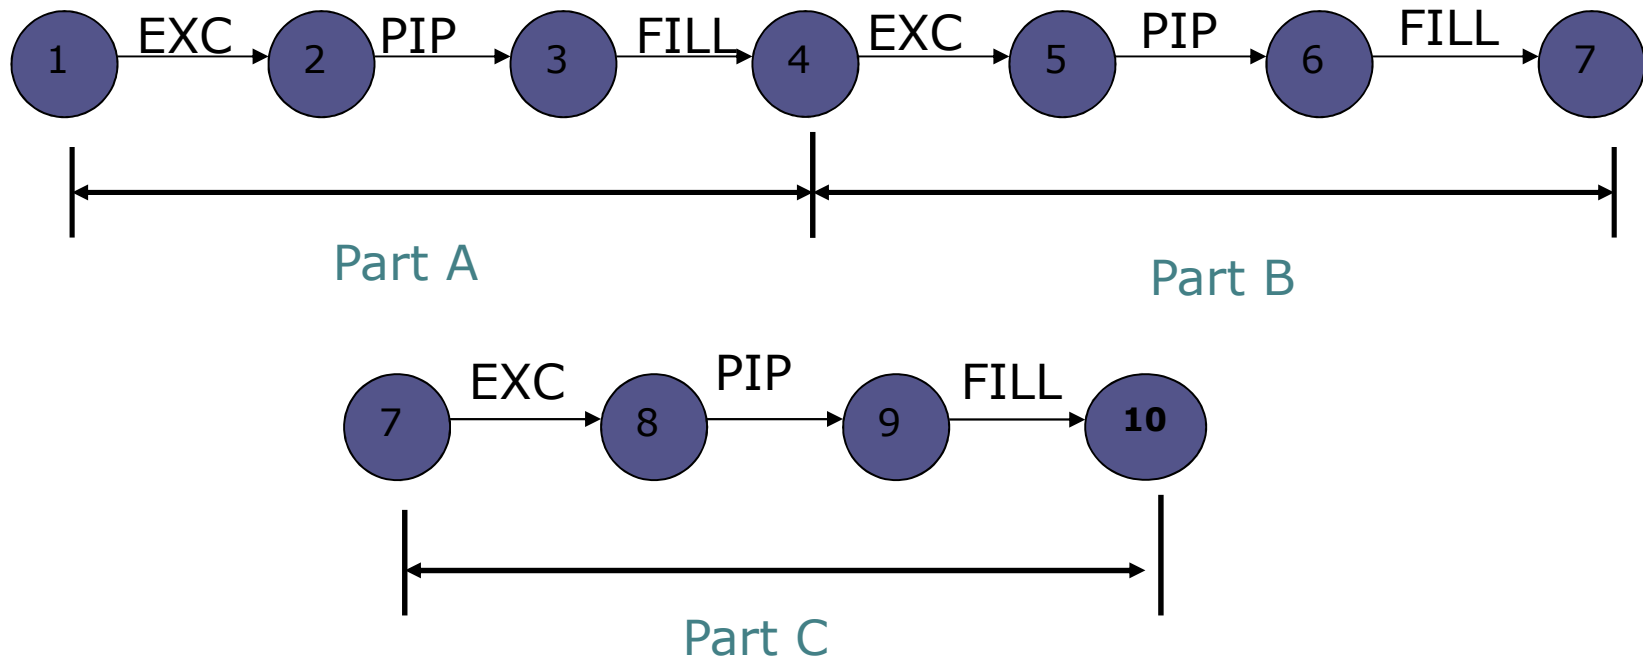 1 EXC 2 PIP 3 FILL 4 EXC 5 PIP 6 FILL 7
Part A Part B
7 EXC 8 PIP 9 FILL 10
Part C